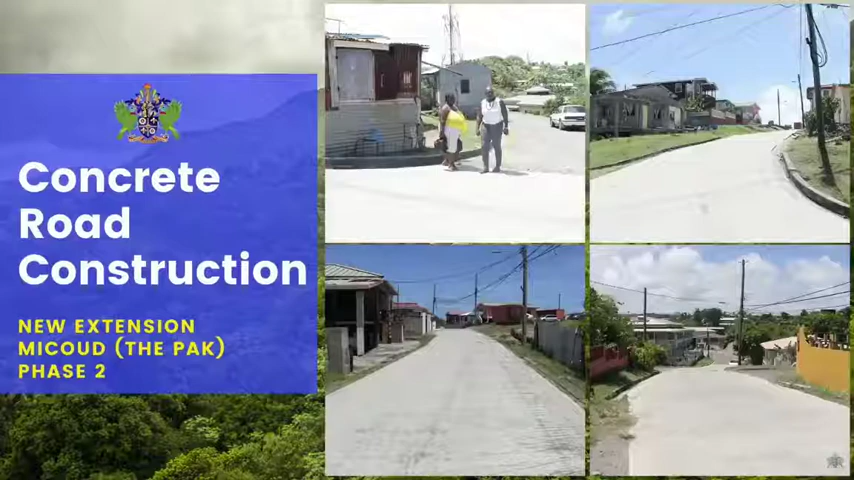 Concrete
Road
Construction
NEW EXTENSION
MICOUD (THE PAK)
PHASE 2